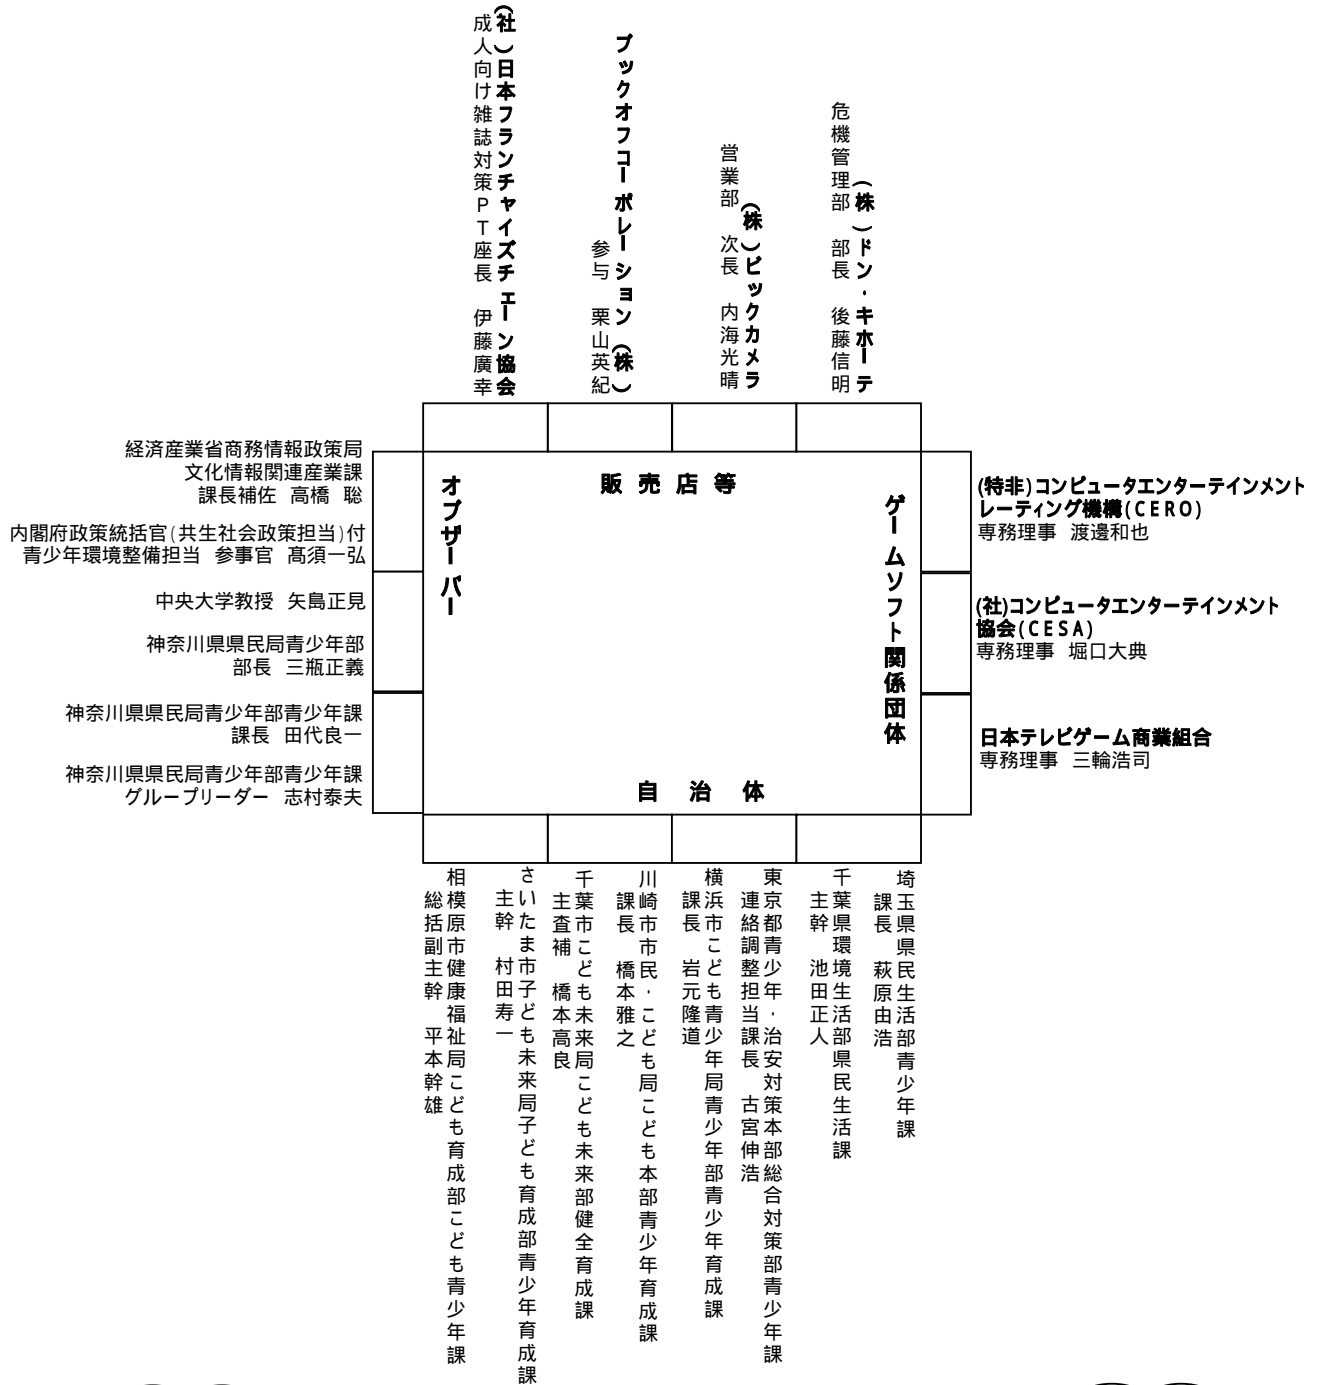 (社)日本フランチャイズチェーン協会
成人向け雑誌対策PT座長 伊藤廣幸
ブックオフコーポレーション(株)
参与 栗山英紀
(株)ビックカメラ
営業部 次長 内海光晴
(株)ドン・キホーテ
危機管理部 部長 後藤信明
販売店等
オブザーバー
経済産業省商務情報政策局
文化情報関連産業課
課長補佐 高橋 聡
内閣府政策統括官(共生社会政策担当)付
青少年環境整備担当 参事官 髙須一弘
中央大学教授 矢島正見
神奈川県県民局青少年部
部長 三瓶正義
神奈川県県民局青少年部青少年課
課長 田代良一
神奈川県県民局青少年部青少年課
グループリーダー 志村泰夫
ゲームソフト関係団体
(特非)コンピュータエンターテインメント
レーティング機構(CERO)
専務理事 渡邊和也
(社)コンピュータエンターテインメント
協会(CESA)
専務理事 堀口大典
日本テレビゲーム商業組合
専務理事 三輪浩司
自治体
相模原市健康福祉局こども育成部こども青少年課
総括副主幹 平本幹雄
さいたま市子ども未来局子ども育成部青少年育成課
主幹 村田寿一
千葉市こども未来局こども未来部健全育成課
主査補 橋本高良
川崎市市民・こども局こども本部青少年育成課
課長 橋本雅之
横浜市こども青少年局青少年部青少年育成課
課長 岩元隆道
東京都青少年・治安対策本部総合対策部青少年課
連絡調整担当課長 古宮伸浩
千葉県環境生活部県民生活課
主幹 池田正人
埼玉県県民生活部青少年課
課長 萩原由浩